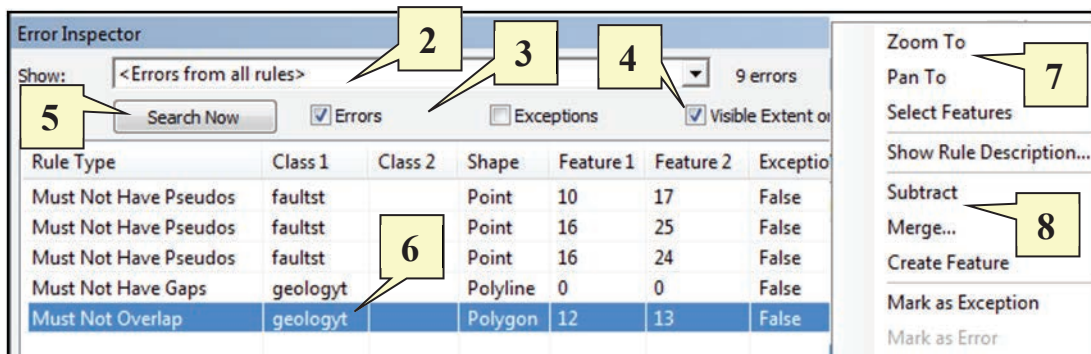 Error Inspector
Show: <Errors from all rules> 9 errors
Search Now Errors Exceptions Visible Extent
Rule Type Class 1 Class 2 Shape Feature 1 Feature 2
Must Not Have Pseudos faultst Point 10 17 False
Must Not Have Pseudos faultst Point 16 25 False
Must Not Have Pseudos faultst Point 16 24 False
Must Not Have Gaps geologyt Polyline 0 0 False
Must Not Overlap geologyt Polygon 12 13 False
2
3
4
5
6
Zoom To
Pan To
Select Features
Show Rule Description...
Subtract
Merge...
Create Feature
Mark as Exception
Mark as Error
7
8